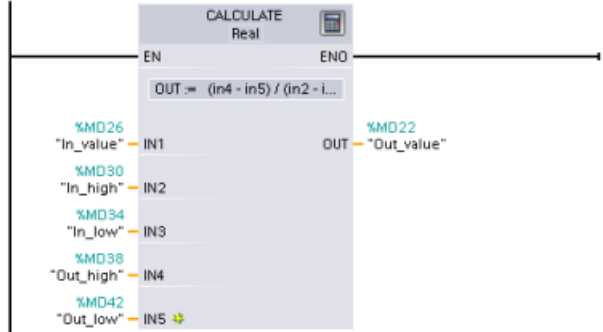 CALCULATE
Real
EN ENO
OUT := (in4 - in5) / (in2 - i...
%MD26
"In_value" IN1
%MD22
OUT "Out_value"
%MD30
"In_high" IN2
%MD34
"In_low" IN3
%MD38
"Out_high" IN4
%MD42
"Out_low" IN5